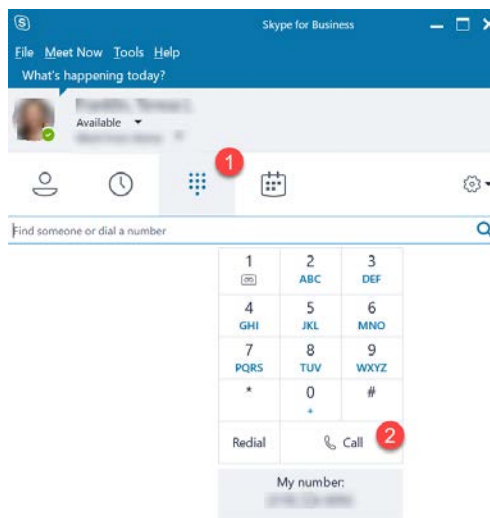 Skype for Business
File Meet Now Tools Help
What's happening today?
Available
1
Find someone or dial a number
1 2 3
ABC DEF
4 5 6
GHI JKL MNO
7 8 9
PQRS TUV WXYZ
* 0 #
+
Redial Call 2
My number: